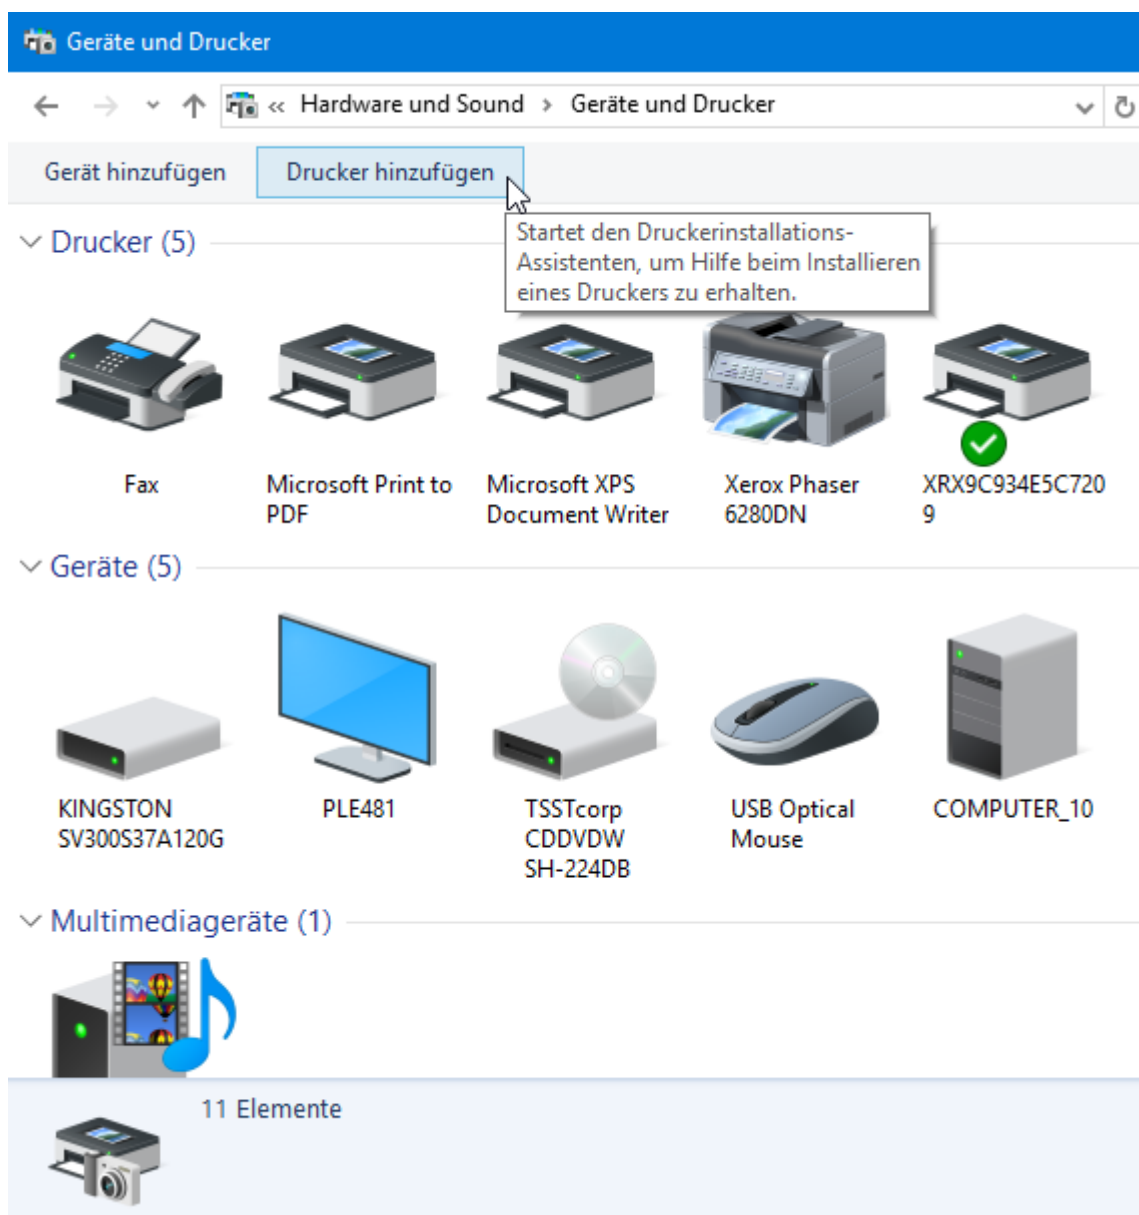 Geräte und Drucker
« Hardware und Sound › Geräte und Drucker
Gerät hinzufügen Drucker hinzufügen
Startet den Druckerinstallations-
Assistenten, um Hilfe beim Installieren
eines Druckers zu erhalten.
Drucker (5)
Fax
Microsoft Print to
PDF
Microsoft XPS
Document Writer
Xerox Phaser
6280DN
XRX9C934E5C720
9
Geräte (5)
KINGSTON
SV300S37A120G
PLE481
TSSTcorp
CDDVDW
SH-224DB
USB Optical
Mouse
COMPUTER_10
Multimediageräte (1)
11 Elemente